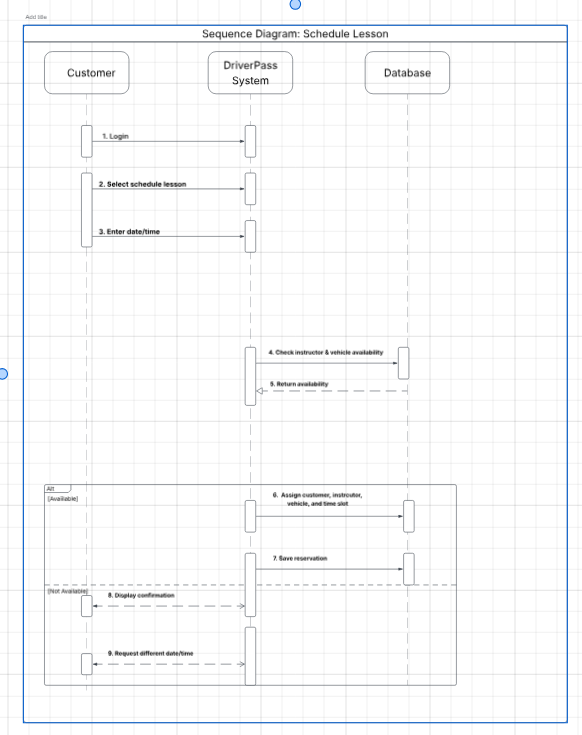 Add title
Sequence Diagram: Schedule Lesson
Customer
DriverPass
System
Database
1. Login
2. Select schedule lesson
3. Enter date/time
4. Check instructor & vehicle availability
5. Return availability
Alt
[Available]
6. Assign customer, instrcutor,
vehicle, and time slot
7. Save reservation
[Not Available]
8. Display confirmation
9. Request different date/time